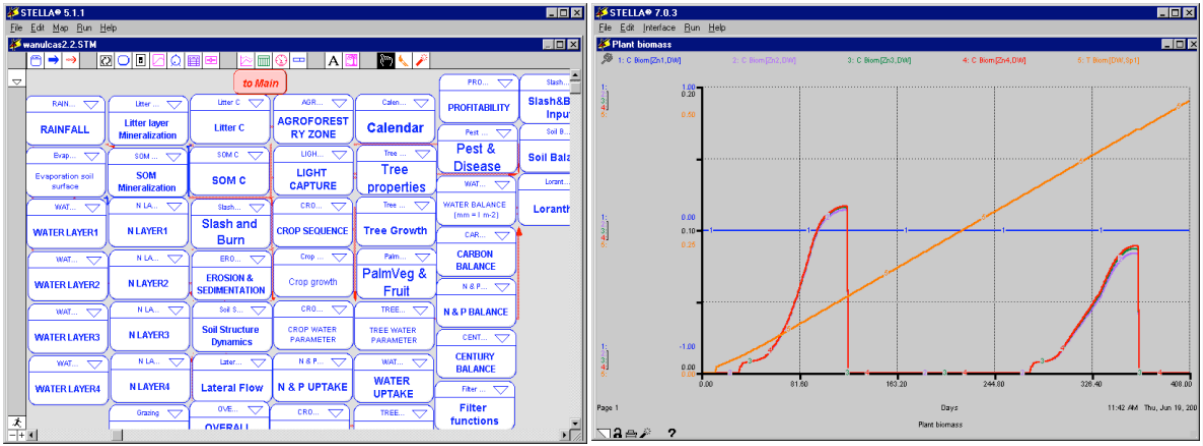 STELLA® 5.1.1
File Edit Map Run Help
wanulcas2.2.STM
A
to Main
RAIN...
RAINFALL
Litter ...
Litter layer
Mineralization
Litter C
Litter C
AGR...
AGROFOREST
RY ZONE
Calen...
Calendar
PRO...
PROFITABILITY
Slash...
Slash&B
Inpu
Evap...
Evaporation soil
surface
SOM ...
SOM
Mineralization
SOM C
SOM C
LIGH...
LIGHT
CAPTURE
Tree ...
Tree
properties
Pest ...
Pest &
Disease
Soil B...
Soil Bala
WAT...
WATER LAYER1
N LA...
N LAYER1
Slash...
Slash and
Burn
CRO...
CROP SEQUENCE
Tree ...
Tree Growth
WAT...
WATER BALANCE
(mm = l m-2)
Lorant...
Loranth
WAT...
WATER LAYER2
N LA...
N LAYER2
ERO...
EROSION &
SEDIMENTATION
Crop ...
Crop growth
Palm...
PalmVeg &
Fruit
CAR...
CARBON
BALANCE
WAT...
WATER LAYER3
N LA...
N LAYER3
Soil S...
Soil Structure
Dynamics
CRO...
CROP WATER
PARAMETER
TREE...
TREE WATER
PARAMETER
N & P...
N & P BALANCE
WAT...
WATER LAYER4
N LA...
N LAYER4
Later...
Lateral Flow
N & P...
N & P UPTAKE
WAT...
WATER
UPTAKE
CENT...
CENTURY
BALANCE
Grazing
OVE...
OVERALL
CRO...
TREE...
Filter ...
Filter
functions
STELLA® 7.0.3
File Edit Interface Run Help
Plant biomass
1: C Biom[Zn1,DW] 2: C Biom[Zn2,DW] 3: C Biom[Zn3,DW] 4: C Biom[Zn4,DW] 5: T Biom[DW,Sp1]
1.00
0.20
0.50
0.00
0.10
0.25
-1.00
0.00
0.00
0.00 81.60 163.20 244.80 326.40 408.00
Page 1 Days 11:42 AM Thu, Jun 19, 200
Plant biomass
?